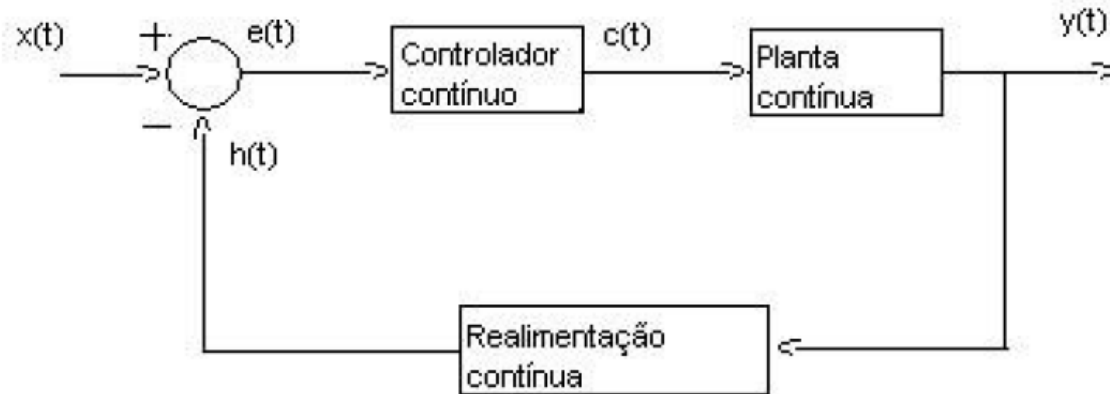 x(t)
+
e(t)
Controlador
contínuo
c(t)
Planta
contínua
y(t)
−
h(t)
Realimentação
contínua